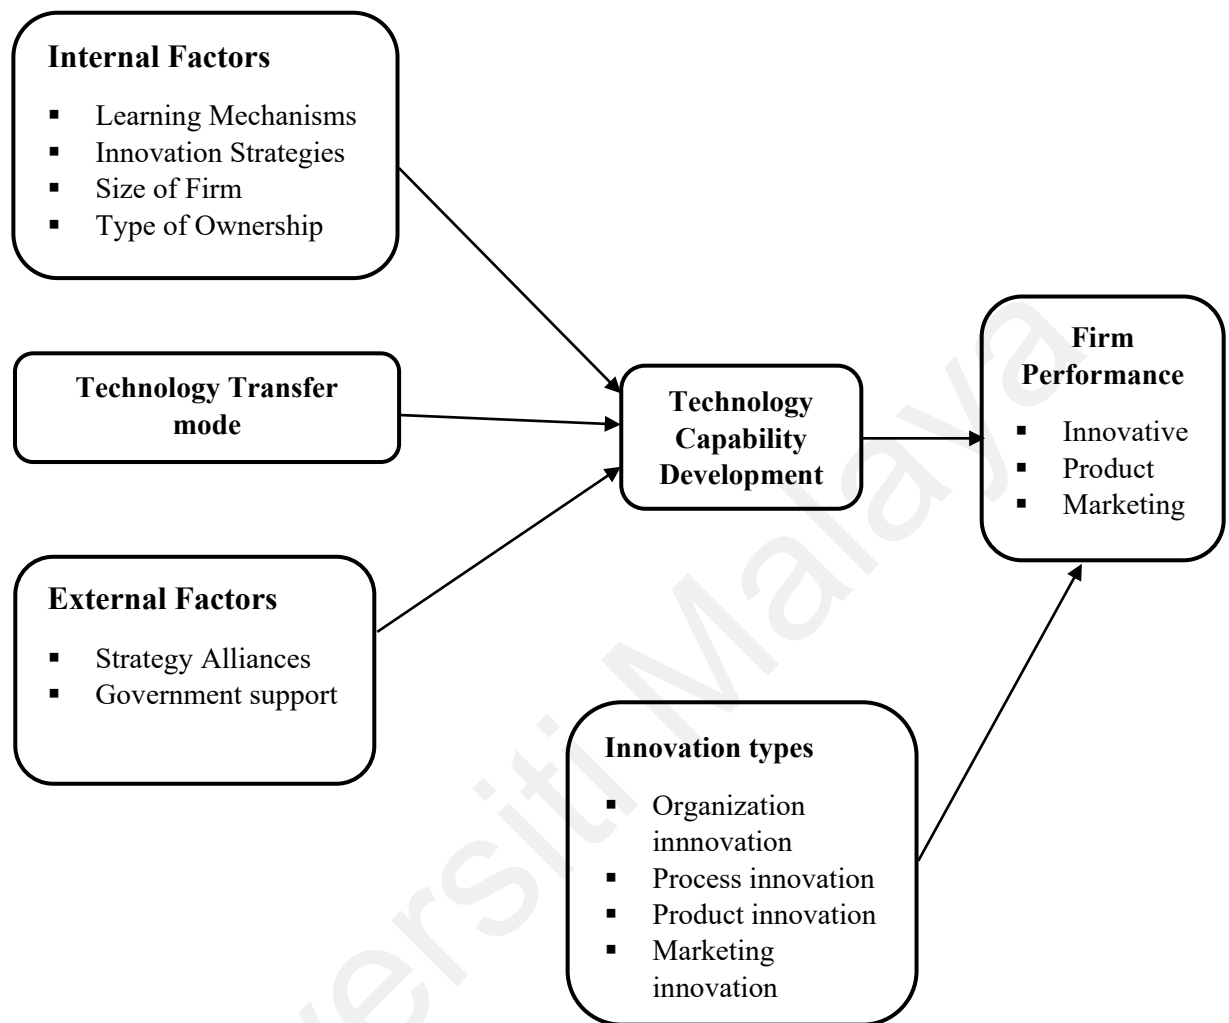 Internal Factors
▪ Learning Mechanisms
▪ Innovation Strategies
▪ Size of Firm
▪ Type of Ownership
Technology Transfer
mode
External Factors
▪ Strategy Alliances
▪ Government support
Technology
Capability
Development
Firm
Performance
▪ Innovative
▪ Product
▪ Marketing
Innovation types
▪ Organization
innnovation
▪ Process innovation
▪ Product innovation
▪ Marketing
innovation
versiti Malaya